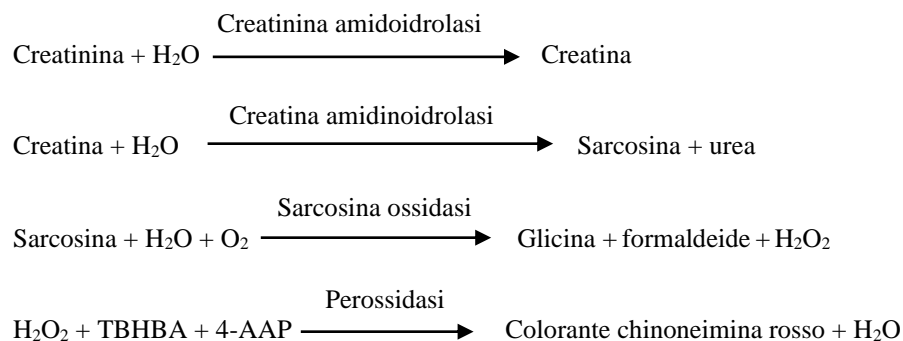 Creatinina amidoidrolasi
Creatinina + H₂O Creatina
Creatina amidinoidrolasi
Creatina + H₂O Sarcosina + urea
Sarcosina ossidasi
Sarcosina + H₂O + O₂ Glicina + formaldeide + H₂O₂
Perossidasi
H₂O₂ + TBHBA + 4-AAP Colorante chinoneimina rosso + H₂O